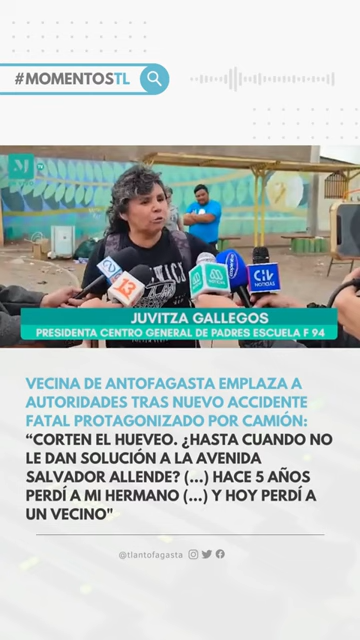 #MOMENTOSTL
JUVITZA GALLEGOS
PRESIDENTA CENTRO GENERAL DE PADRES ESCUELA F 94
13
CHV
NOTICIAS
VECINA DE ANTOFAGASTA EMPLAZA A
AUTORIDADES TRAS NUEVO ACCIDENTE
FATAL PROTAGONIZADO POR CAMIÓN:
“CORTEN EL HUEVEO. ¿HASTA CUANDO NO
LE DAN SOLUCIÓN A LA AVENIDA
SALVADOR ALLENDE? (...) HACE 5 AÑOS
PERDÍ A MI HERMANO (...) Y HOY PERDÍ A
UN VECINO"
@tlantofagasta